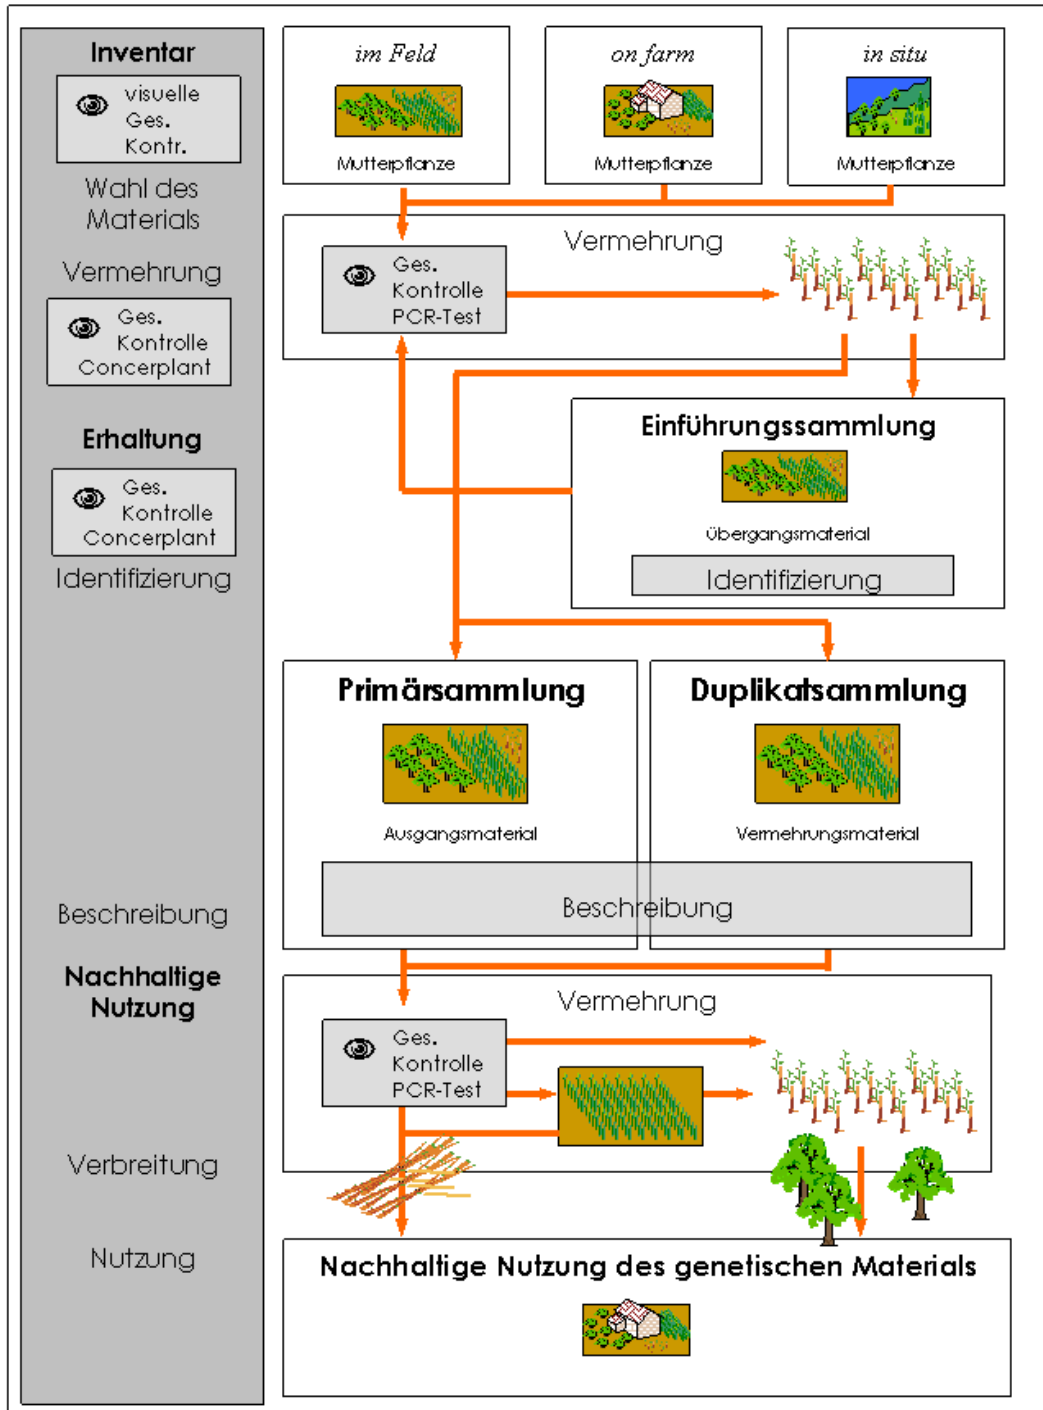 Inventar
visuelle
Ges.
Kontr.
Wahl des
Materials
Vermehrung
Ges.
Kontrolle
Concerplant
Erhaltung
Ges.
Kontrolle
Concerplant
Identifizierung
Beschreibung
Nachhaltige
Nutzung
Verbreitung
Nutzung
im Feld
Mutterpflanze
on farm
Mutterpflanze
in situ
Mutterpflanze
Vermehrung
Ges.
Kontrolle
PCR-Test
Einführungssammlung
Übergangsmaterial
Identifizierung
Primärsammlung
Ausgangsmaterial
Duplikatsammlung
Vermehrungsmaterial
Beschreibung
Vermehrung
Ges.
Kontrolle
PCR-Test
Nachhaltige Nutzung des genetischen Materials